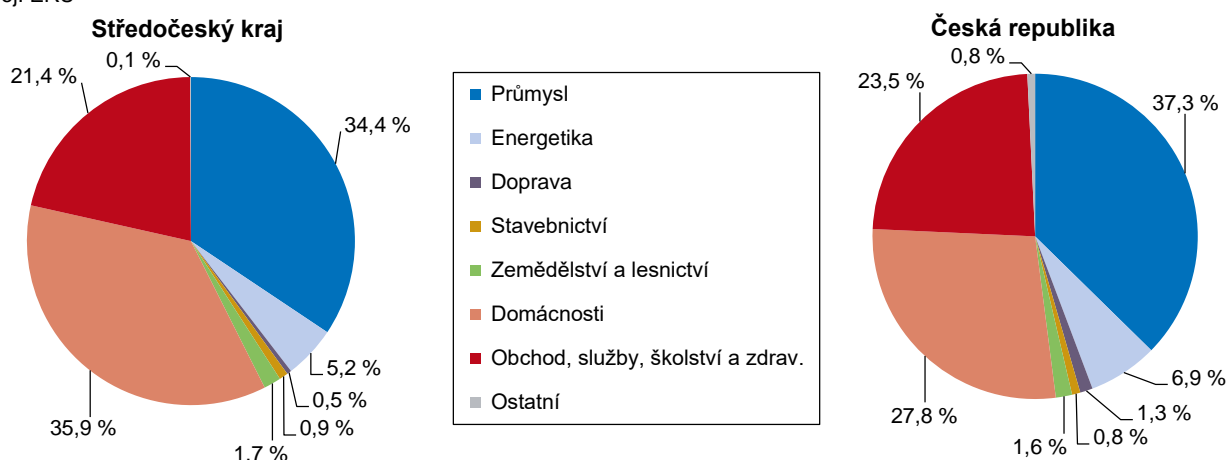 Středočeský kraj
0,1 %
21,4 %
34,4 %
5,2 %
0,5 %
0,9 %
1,7 %
35,9 %
Průmysl
Energetika
Doprava
Stavebnictví
Zemědělství a lesnictví
Domácnosti
Obchod, služby, školství a zdrav.
Ostatní
Česká republika
0,8 %
23,5 %
37,3 %
6,9 %
1,3 %
0,8 %
1,6 %
27,8 %